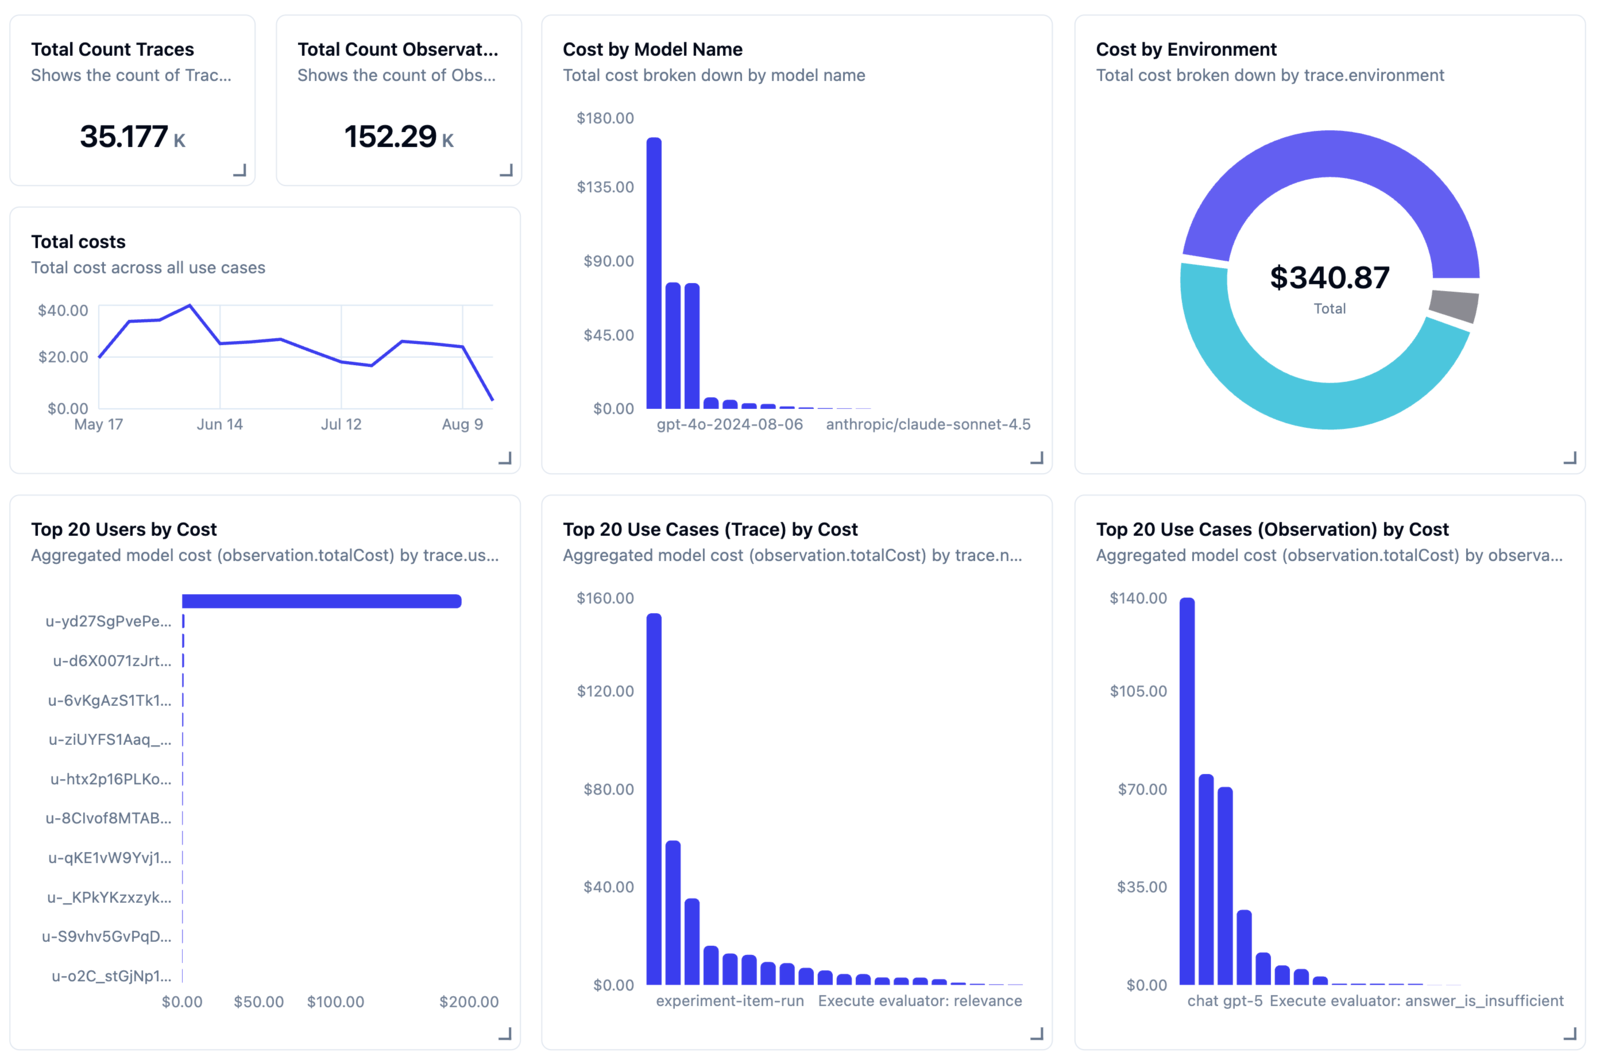 Total Count Traces
Shows the count of Trac...
35.177 K
Total Count Observat...
Shows the count of Obs...
152.29 K
Total costs
Total cost across all use cases
$40.00
$20.00
$0.00
May 17
Jun 14
Jul 12
Aug 9
Cost by Model Name
Total cost broken down by model name
$180.00
$135.00
$90.00
$45.00
$0.00
gpt-4o-2024-08-06
anthropic/claude-sonnet-4.5
Cost by Environment
Total cost broken down by trace.environment
$340.87
Total
Top 20 Users by Cost
Aggregated model cost (observation.totalCost) by trace.us...
u-yd27SgPvePe...
u-d6X0071zJrt...
u-6vKgAzS1Tk1...
u-ziUYFS1Aaq_...
u-htx2p16PLKo...
u-8CIvof8MTAB...
u-qKE1vW9Yvj1...
u-_KPkYKzxzyk...
u-S9vhv5GvPqD...
u-o2C_stGjNp1...
$0.00
$50.00
$100.00
$200.00
Top 20 Use Cases (Trace) by Cost
Aggregated model cost (observation.totalCost) by trace.n...
$160.00
$120.00
$80.00
$40.00
$0.00
experiment-item-run
Execute evaluator: relevance
Top 20 Use Cases (Observation) by Cost
Aggregated model cost (observation.totalCost) by observa...
$140.00
$105.00
$70.00
$35.00
$0.00
chat gpt-5
Execute evaluator: answer_is_insufficient